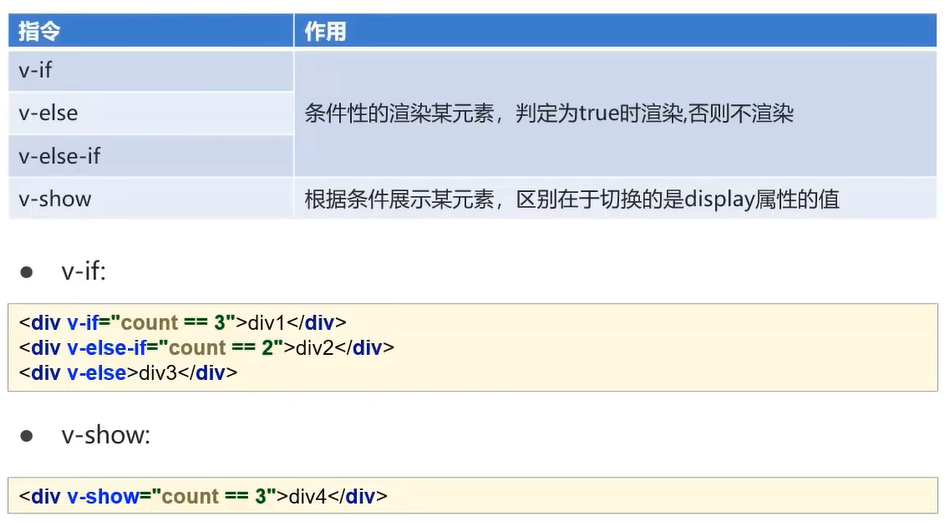 指令 作用
v-if
v-else 条件性的渲染某元素，判定为true时渲染,否则不渲染
v-else-if
v-show 根据条件展示某元素，区别在于切换的是display属性的值
● v-if:
<div v-if="count == 3">div1</div>
<div v-else-if="count == 2">div2</div>
<div v-else>div3</div>
● v-show:
<div v-show="count == 3">div4</div>